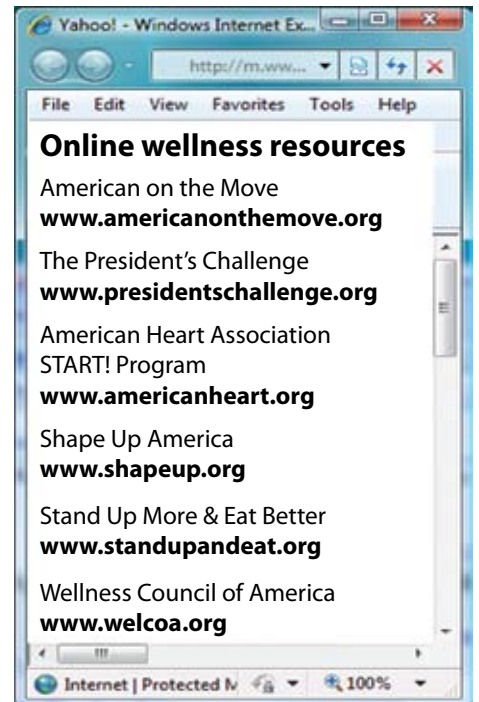 Yahoo! - Windows Internet Ex...
http://m.ww...
File Edit View Favorites Tools Help
Online wellness resources
American on the Move
www.americanonthemove.org
The President’s Challenge
www.presidentschallenge.org
American Heart Association
START! Program
www.americanheart.org
Shape Up America
www.shapeup.org
Stand Up More & Eat Better
www.standupandeat.org
Wellness Council of America
www.welcoa.org
Internet | Protected M 100%